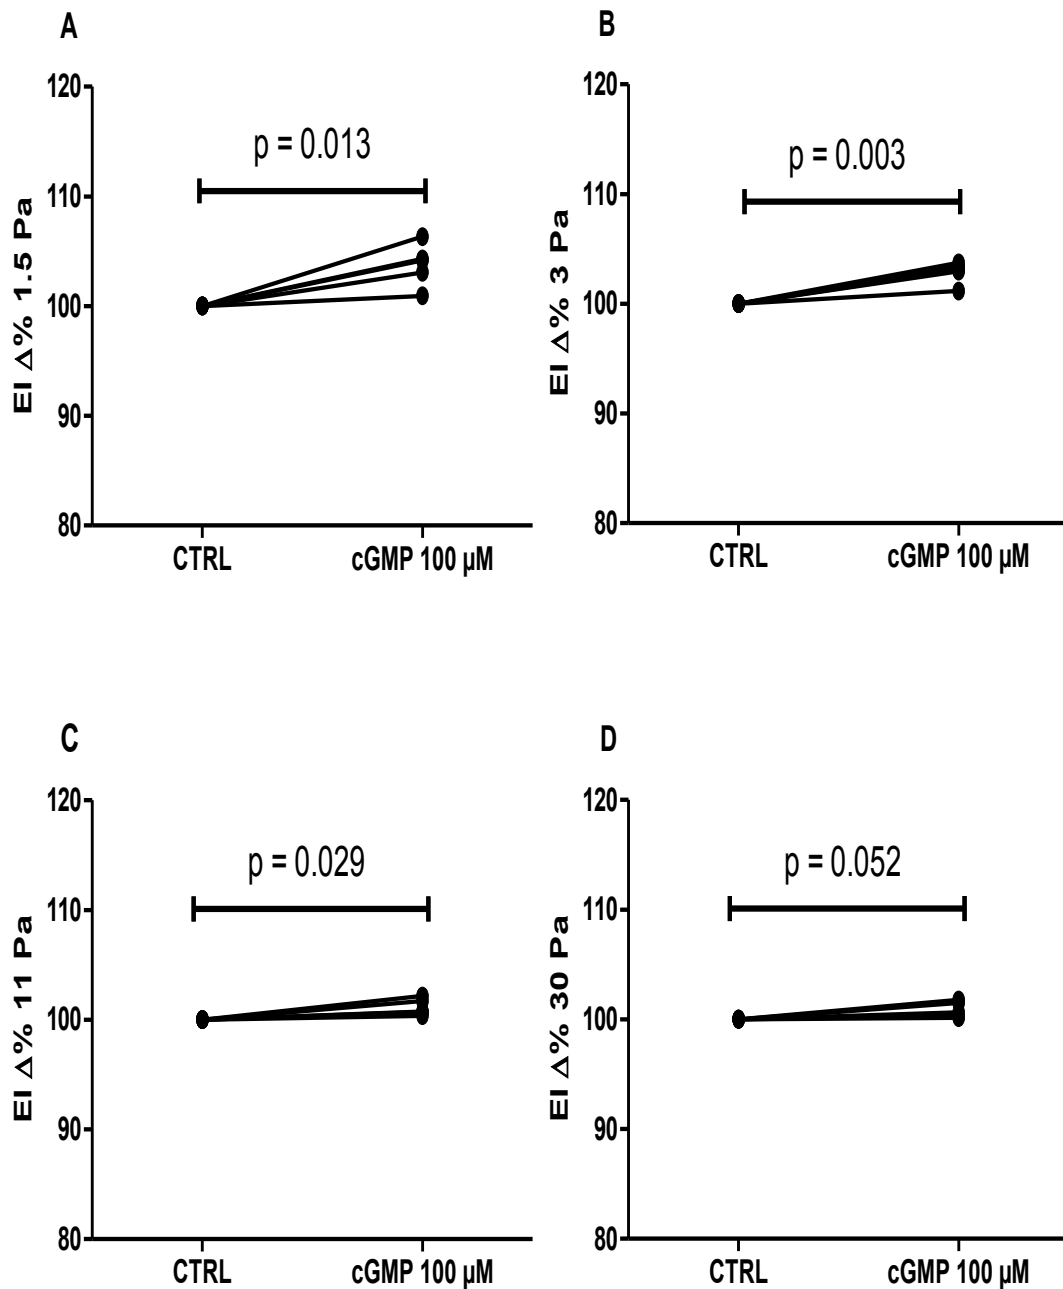 A
EI Δ% 1.5 Pa
120
110
100
90
80
p = 0.013
CTRL
cGMP 100 µM
B
EI Δ% 3 Pa
120
110
100
90
80
p = 0.003
CTRL
cGMP 100 µM
C
EI Δ% 11 Pa
120
110
100
90
80
p = 0.029
CTRL
cGMP 100 µM
D
EI Δ% 30 Pa
120
110
100
90
80
p = 0.052
CTRL
cGMP 100 µM